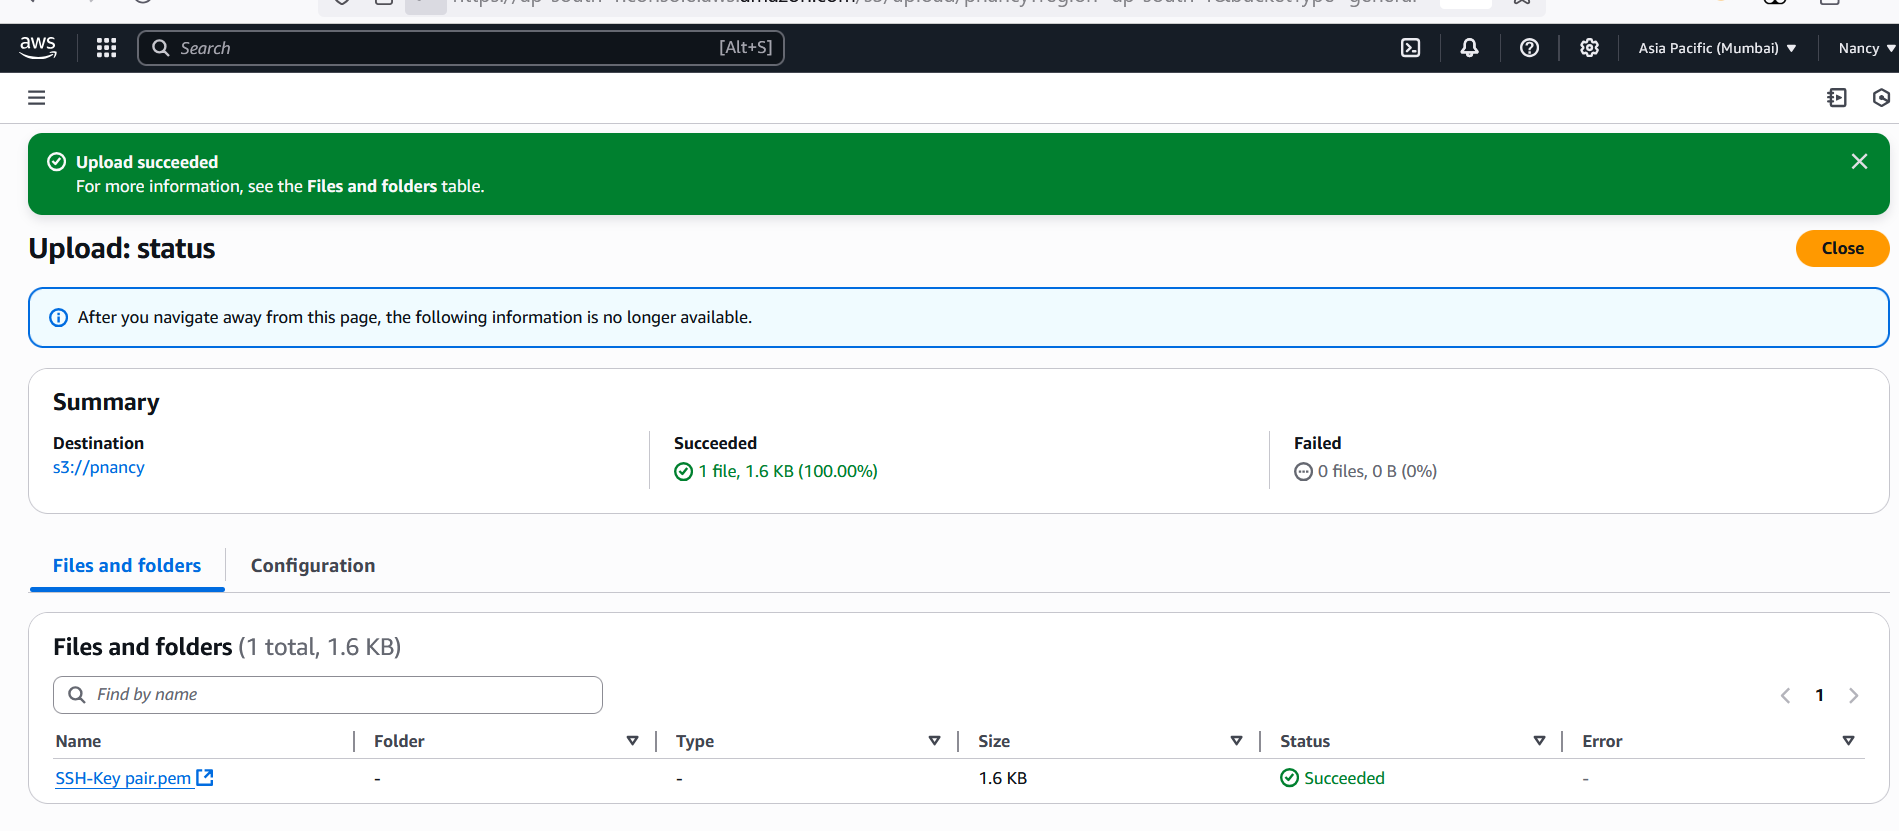 aws
Search
[Alt+S]
Asia Pacific (Mumbai)
Nancy
Upload succeeded
For more information, see the Files and folders table.
Upload: status
Close
After you navigate away from this page, the following information is no longer available.
Summary
Destination
s3://pnancy
Succeeded
1 file, 1.6 KB (100.00%)
Failed
0 files, 0 B (0%)
Files and folders
Configuration
Files and folders (1 total, 1.6 KB)
Find by name
1
Name Folder Type Size Status Error
SSH-Key pair.pem - - 1.6 KB Succeeded -